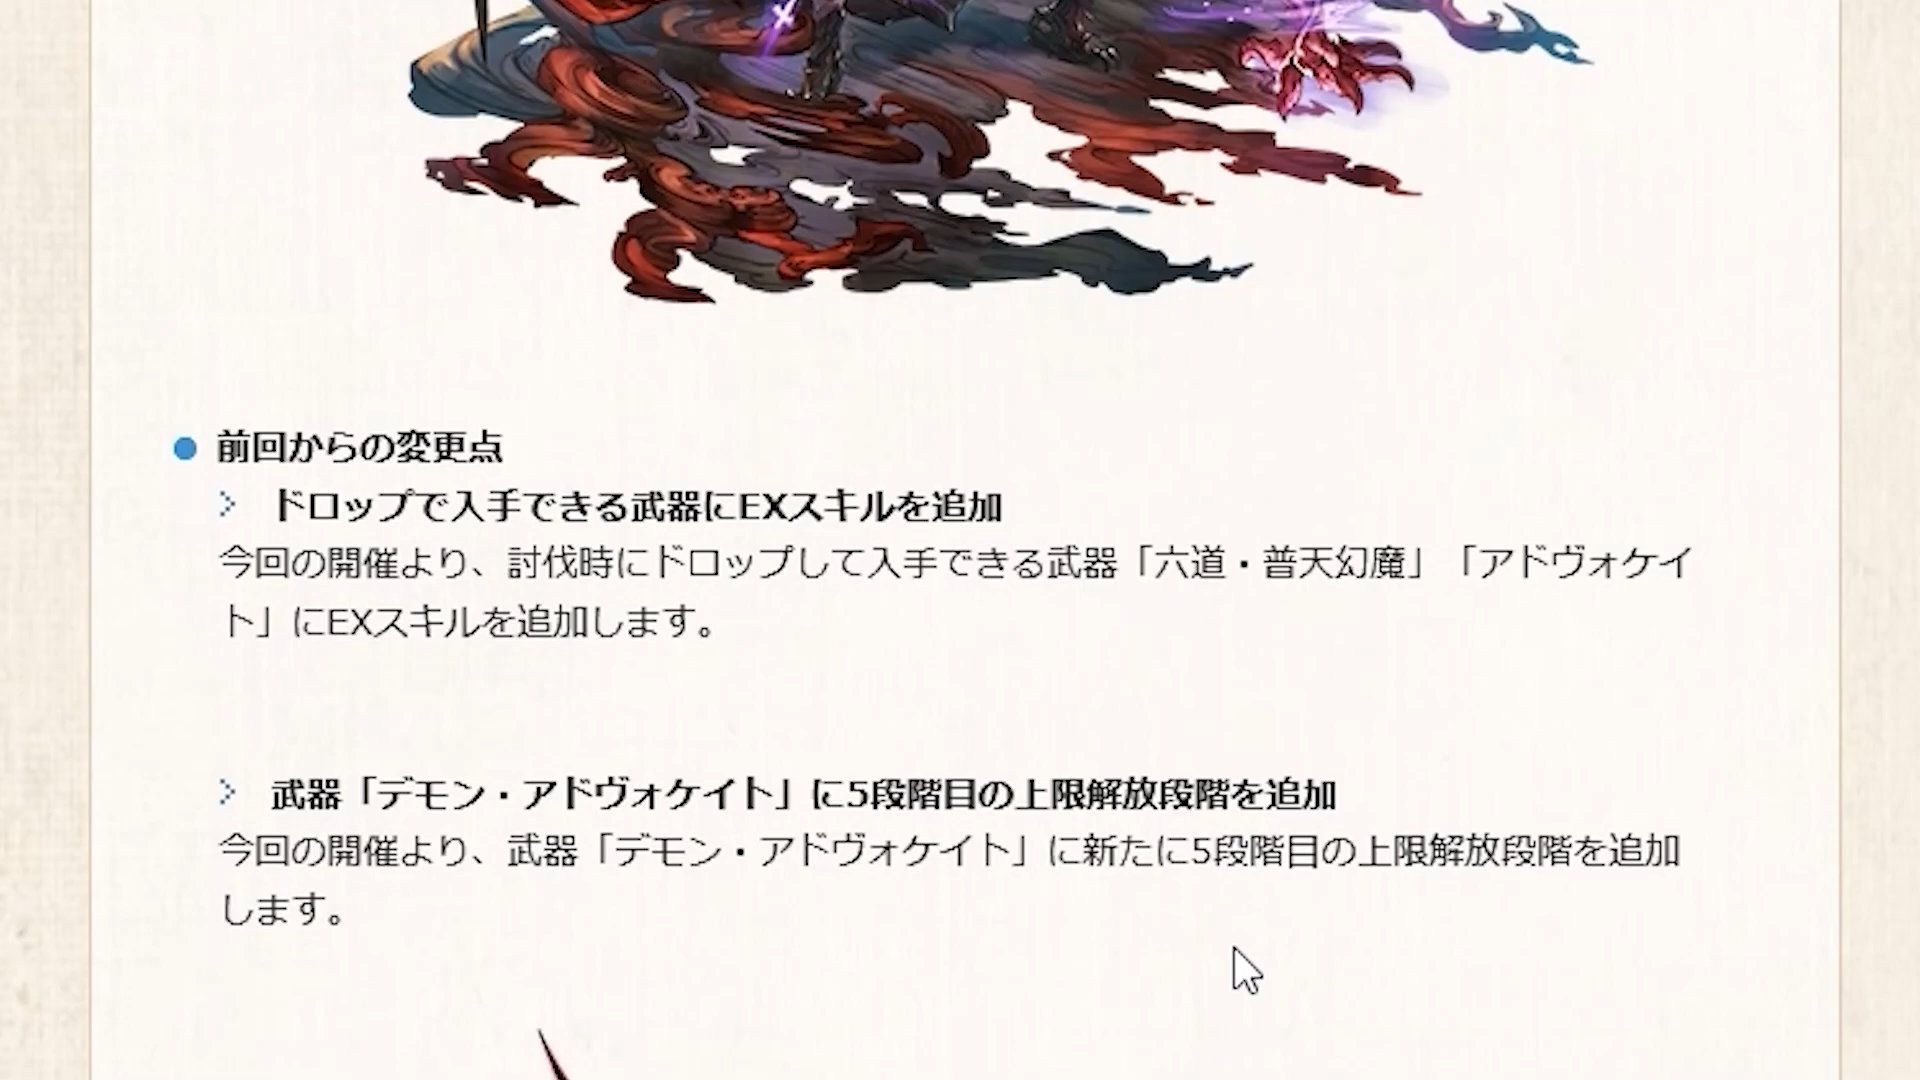 前回からの変更点
ドロップで入手できる武器にEXスキルを追加
今回の開催より、討伐時にドロップして入手できる武器「六道・普天幻魔」「アドヴォケイ
ト」にEXスキルを追加します。
武器「デモン・アドヴォケイト」に5段階目の上限解放段階を追加
今回の開催より、武器「デモン・アドヴォケイト」に新たに5段階目の上限解放段階を追加
します。